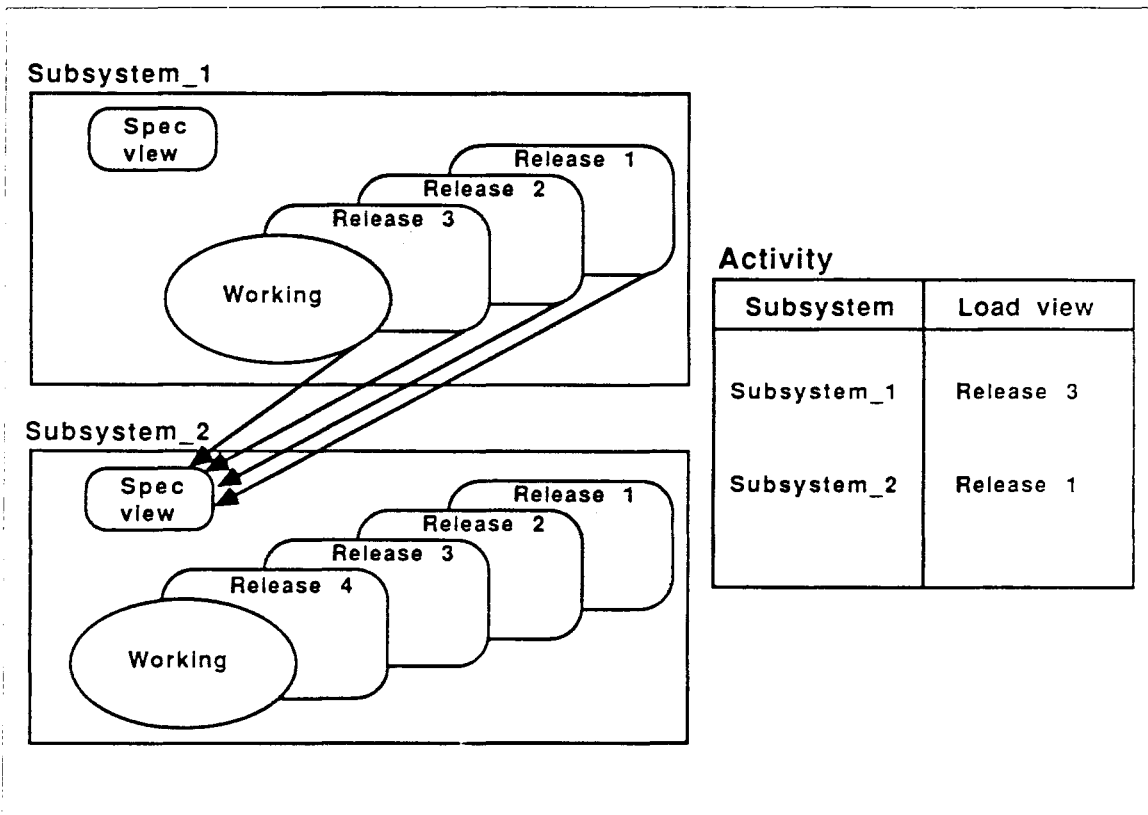 Subsystem_1
Spec
view
Release 1
Release 2
Release 3
Working
Subsystem_2
Spec
view
Release 1
Release 2
Release 3
Release 4
Working
Activity
Subsystem Load view
Subsystem_1 Release 3
Subsystem_2 Release 1